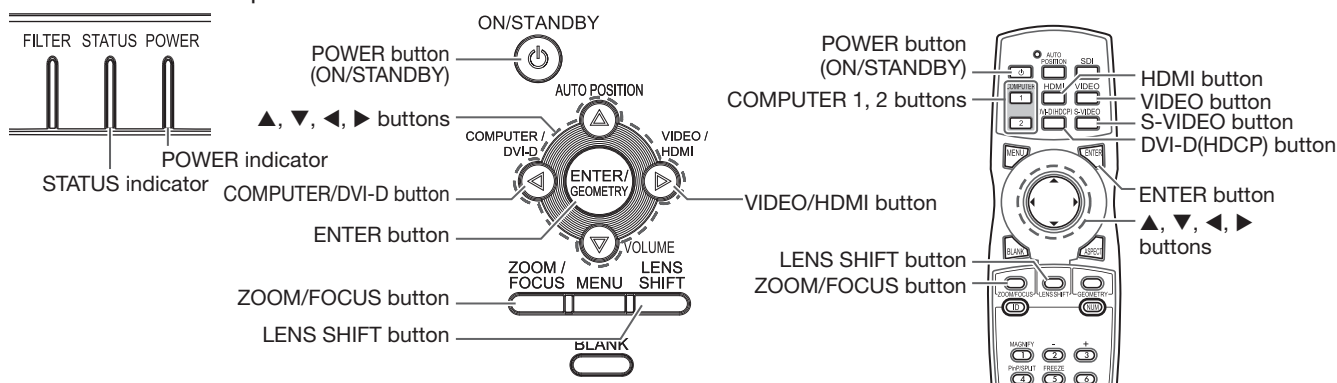 FILTER STATUS POWER
POWER indicator
STATUS indicator
ON/STANDBY
POWER button
(ON/STANDBY)
AUTO POSITION
▲, ▼, ◀, ▶ buttons
COMPUTER /
DVI-D
VIDEO /
HDMI
ENTER/
GEOMETRY
COMPUTER/DVI-D button
VIDEO/HDMI button
ENTER button
VOLUME
ZOOM /
FOCUS
MENU
LENS
SHIFT
ZOOM/FOCUS button
LENS SHIFT button
BLANK
POWER button
(ON/STANDBY)
COMPUTER 1, 2 buttons
AUTO
POSITION
SDI
COMPUTER
HDMI
VIDEO
1
2
S-VIDEO
HDMI button
VIDEO button
S-VIDEO button
DVI-D(HDCP) button
MENU
ENTER
ENTER button
▲, ▼, ◀, ▶
buttons
BLANK
ASPECT
LENS SHIFT button
ZOOM/FOCUS button
ZOOM/FOCUS
LENS SHIFT
GEOMETRY
ID
NUM
MAGNIFY
-
+
1
2
3
PinP/SPLIT
FREEZE
4
5
6